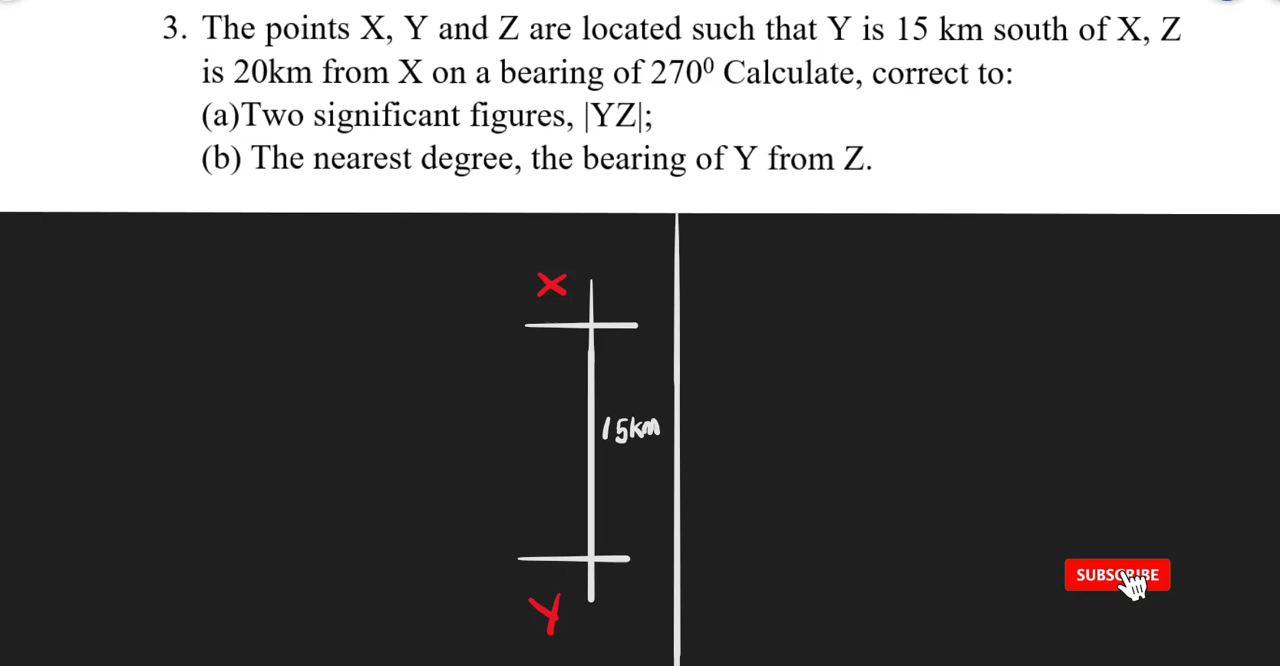 3. The points X, Y and Z are located such that Y is 15 km south of X, Z
is 20km from X on a bearing of 270⁰ Calculate, correct to:
(a)Two significant figures, |YZ|;
(b) The nearest degree, the bearing of Y from Z.
X
15km
Y
SUBSCRIBE